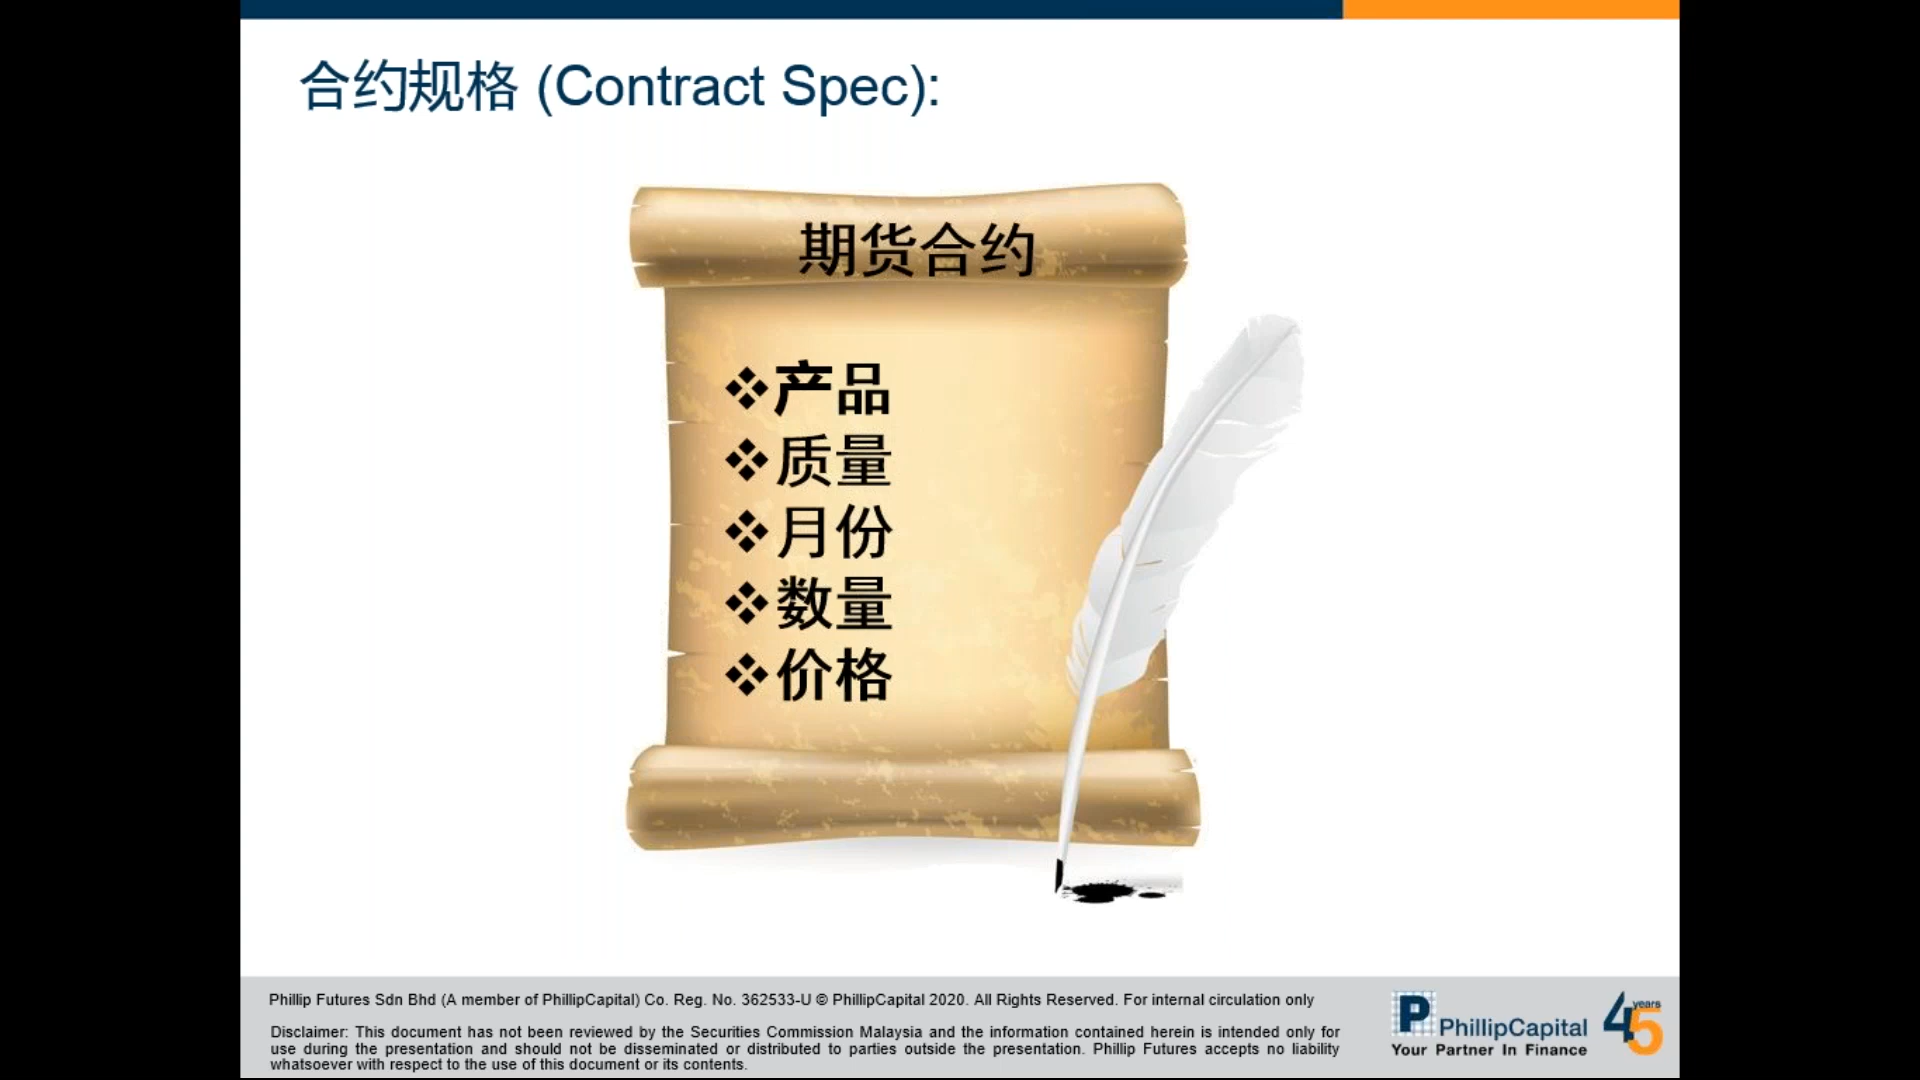 合约规格 (Contract Spec):
期货合约
❖产品
❖质量
❖月份
❖数量
❖价格
Phillip Futures Sdn Bhd (A member of PhillipCapital) Co. Reg. No. 362533-U © PhillipCapital 2020. All Rights Reserved. For internal circulation only
Disclaimer: This document has not been reviewed by the Securities Commission Malaysia and the information contained herein is intended only for
use during the presentation and should not be disseminated or distributed to parties outside the presentation. Phillip Futures accepts no liability
whatsoever with respect to the use of this document or its contents.
P PhillipCapital
Your Partner In Finance
45 years